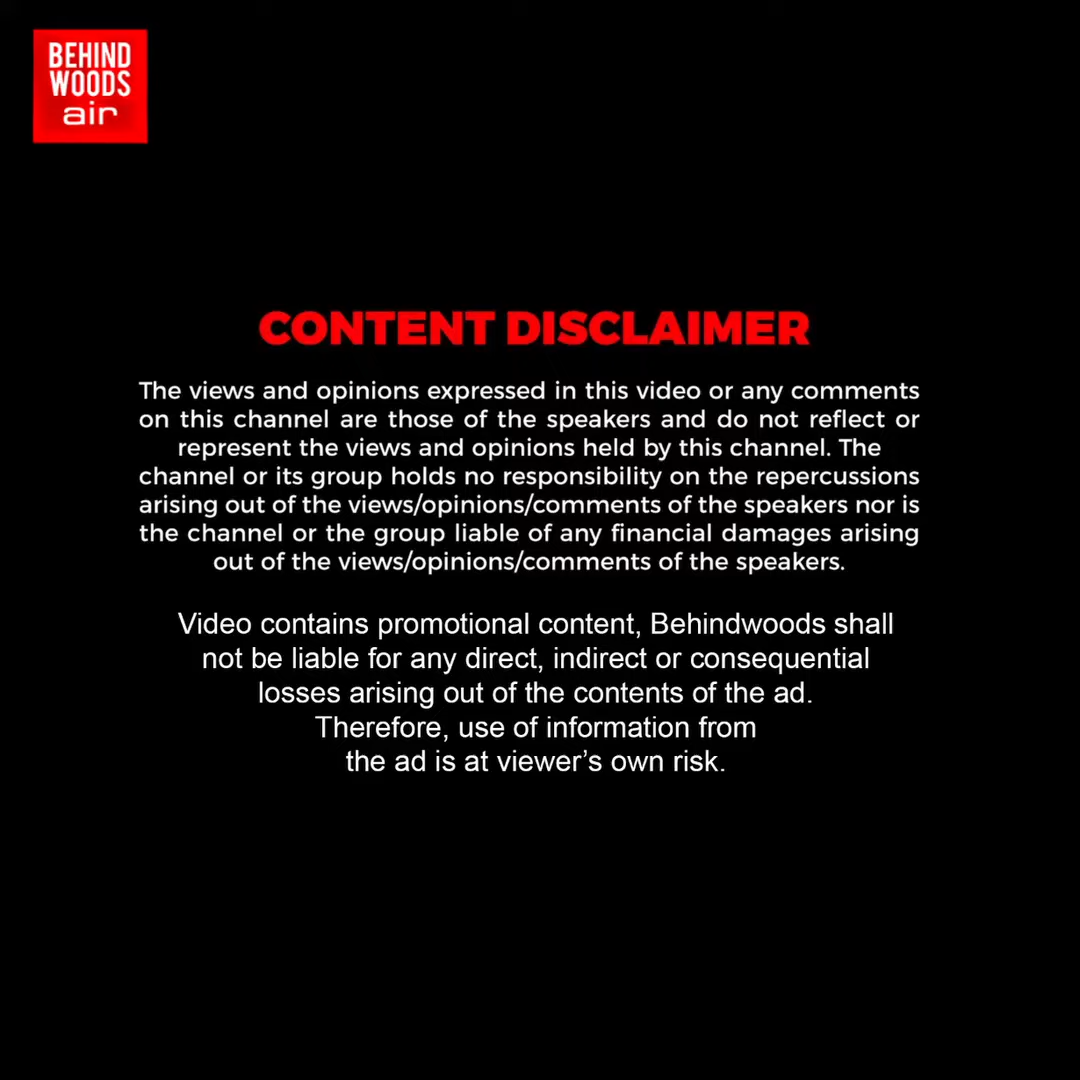 BEHIND
WOODS
air
CONTENT DISCLAIMER
The views and opinions expressed in this video or any comments
on this channel are those of the speakers and do not reflect or
represent the views and opinions held by this channel. The
channel or its group holds no responsibility on the repercussions
arising out of the views/opinions/comments of the speakers nor is
the channel or the group liable of any financial damages arising
out of the views/opinions/comments of the speakers.
Video contains promotional content, Behindwoods shall
not be liable for any direct, indirect or consequential
losses arising out of the contents of the ad.
Therefore, use of information from
the ad is at viewer’s own risk.